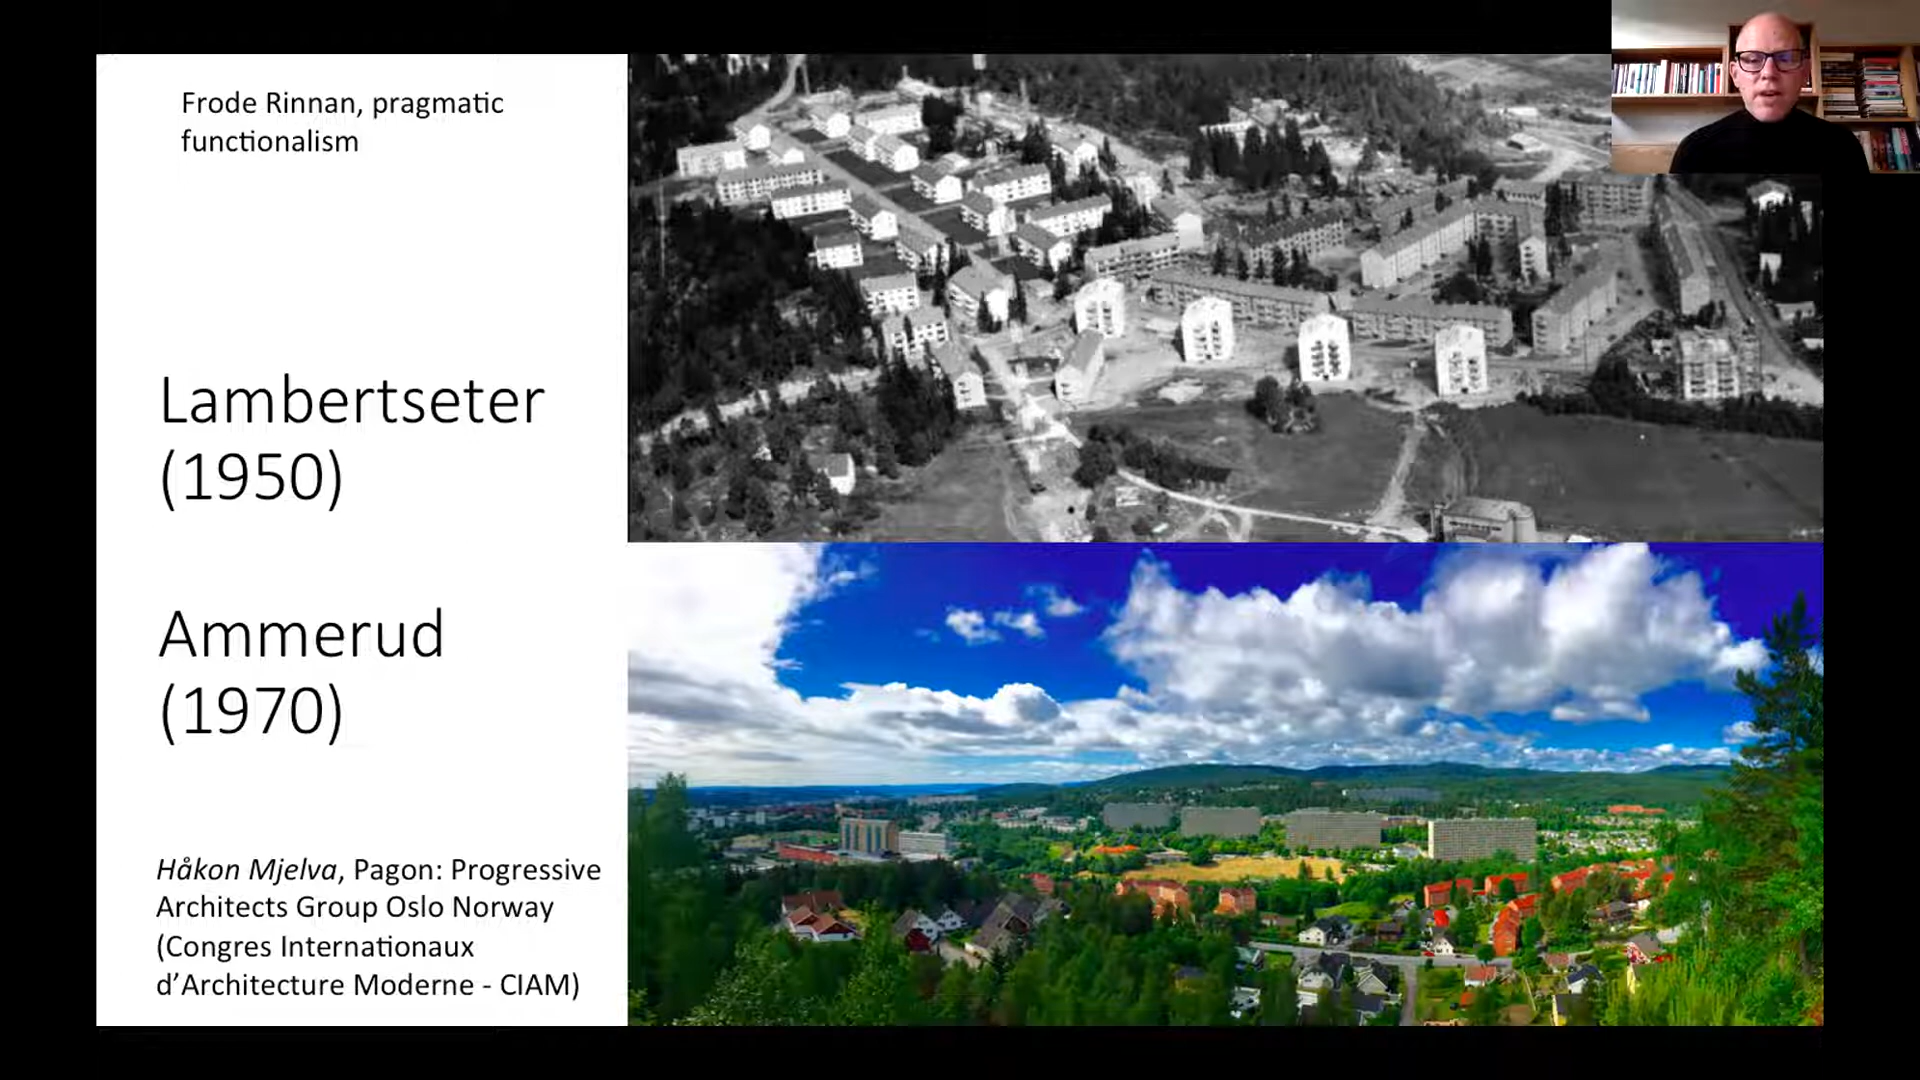 Frode Rinnan, pragmatic
functionalism
Lambertseter
(1950)
Ammerud
(1970)
Håkon Mjelva, Pagon: Progressive
Architects Group Oslo Norway
(Congres Internationaux
d’Architecture Moderne - CIAM)